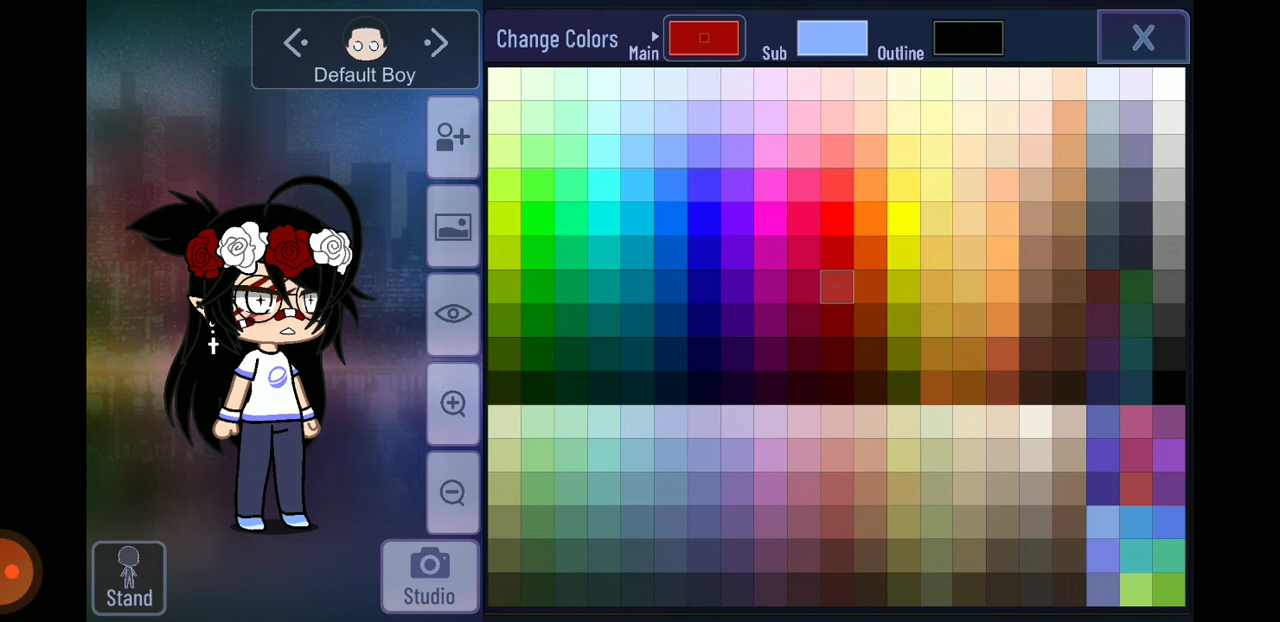 Default Boy
Change Colors
Main
Sub
Outline
X
Stand
Studio